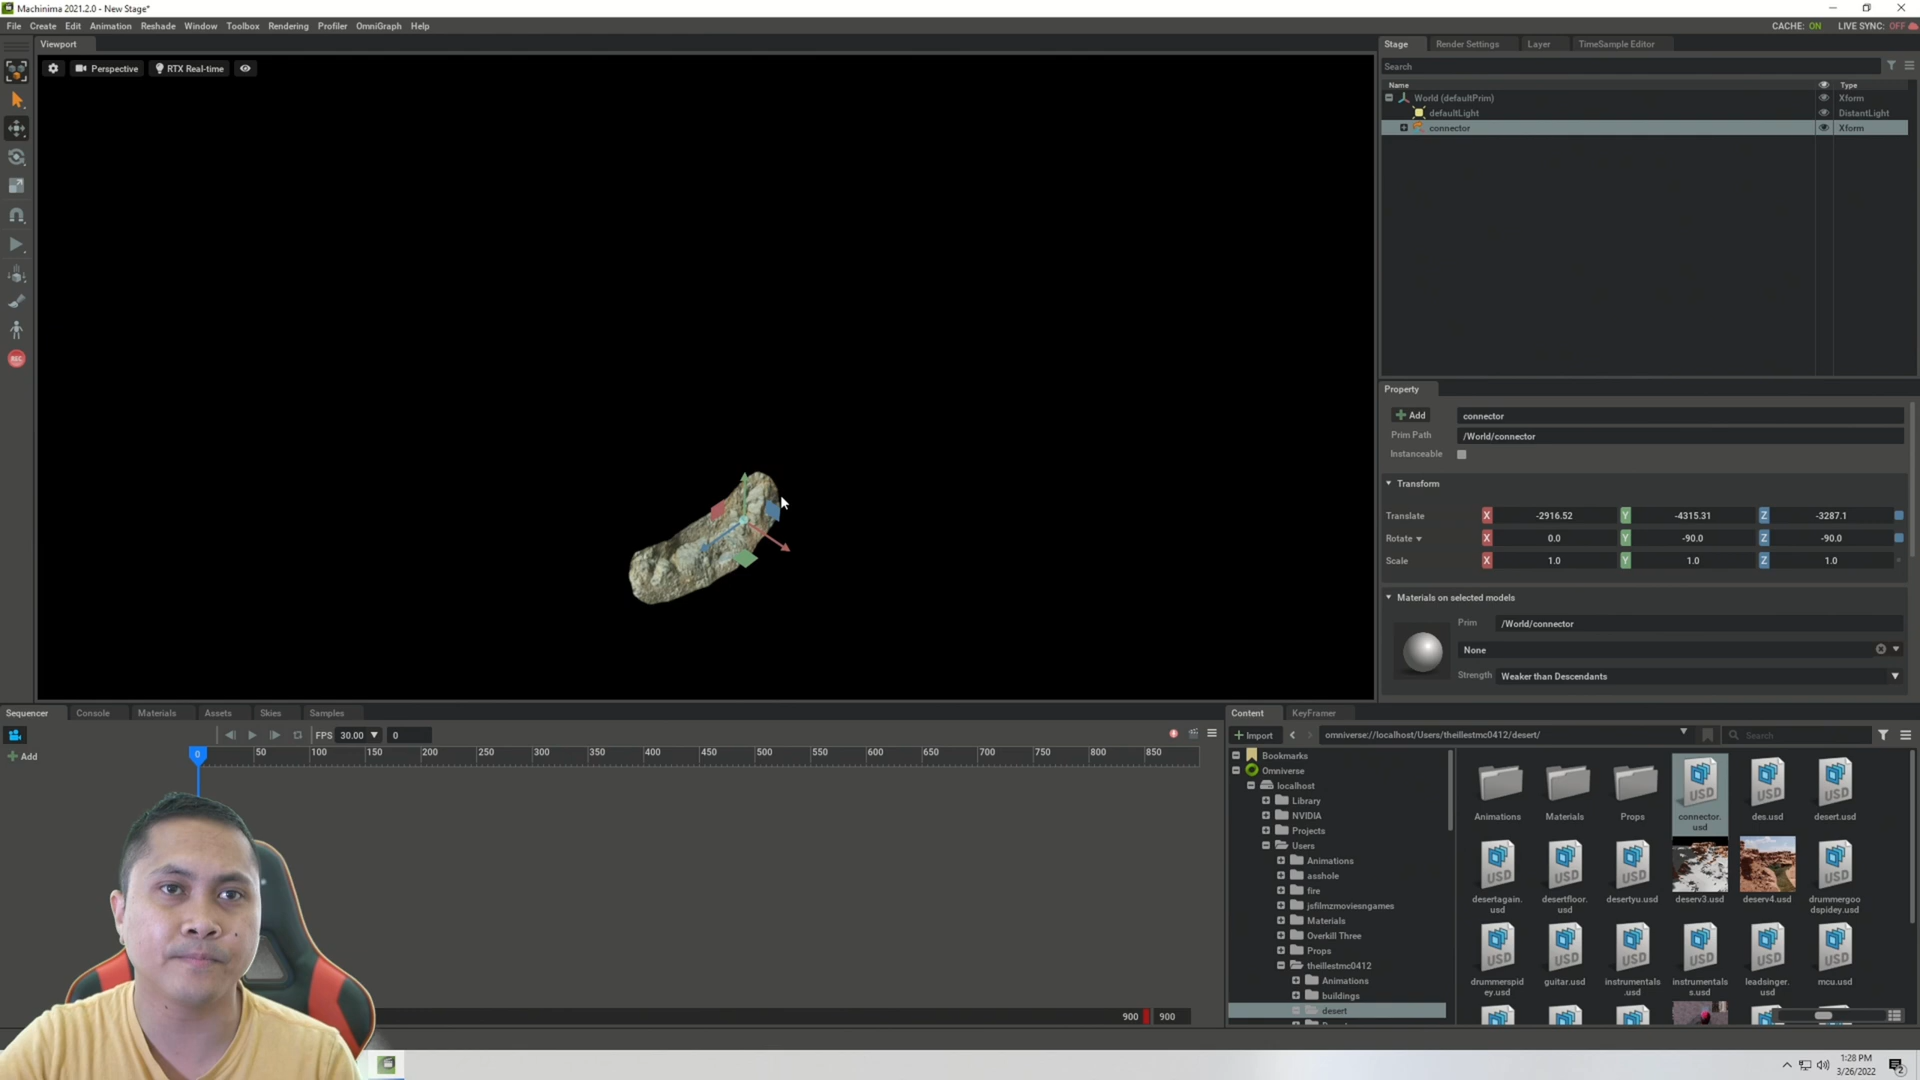 Machinima 2021.2.0 - New Stage*
File Create Edit Animation Reshade Window Toolbox Rendering Profiler OmniGraph Help
CACHE: ON LIVE SYNC: OFF
Viewport
Perspective RTX Real-time
REC
Stage Render Settings Layer TimeSample Editor
Search
Name Type
World (defaultPrim) Xform
defaultLight DistantLight
connector Xform
Property
Add connector
Prim Path /World/connector
Instanceable
Transform
Translate X -2916.52 Y -4315.31 Z -3287.1
Rotate X 0.0 Y -90.0 Z -90.0
Scale X 1.0 Y 1.0 Z 1.0
Materials on selected models
Prim /World/connector
None
Strength Weaker than Descendants
Sequencer Console Materials Assets Skies Samples
FPS 30.00 0
Add
0 50 100 150 200 250 300 350 400 450 500 550 600 650 700 750 800 850
900 900
Content KeyFramer
Import omniverse://localhost/Users/theillestmc0412/desert/ Search
Bookmarks
Omniverse
localhost
Library
NVIDIA
Projects
Users
Animations
asshole
fire
jsfilmzmoviesngames
Materials
Overkill Three
Props
theillestmc0412
Animations
buildings
desert
Animations Materials Props connector.usd des.usd desert.usd
desertagain.usd desertfloor.usd desertyu.usd deserv3.usd deserv4.usd drummergoodspidey.usd
drummerspidey.usd guitar.usd instrumentals.usd instrumentalss.usd leadsinger.usd mcu.usd
1:28 PM
3/26/2022